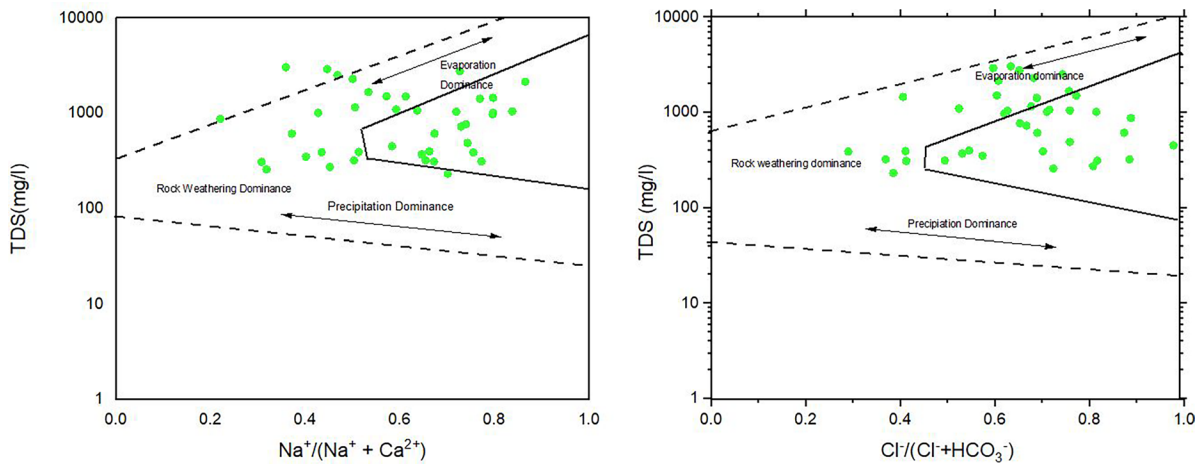 10000
1000
100
10
1
TDS(mg/l)
Evaporation
Dominance
Rock Weathering Dominance
Precipitation Dominance
0.0 0.2 0.4 0.6 0.8 1.0
Na⁺/(Na⁺ + Ca²⁺)
10000
1000
100
10
1
TDS (mg/l)
Evaporation dominance
Rock weathering dominance
Precipiation Dominance
0.0 0.2 0.4 0.6 0.8 1.0
Cl⁻/(Cl⁻+HCO₃⁻)